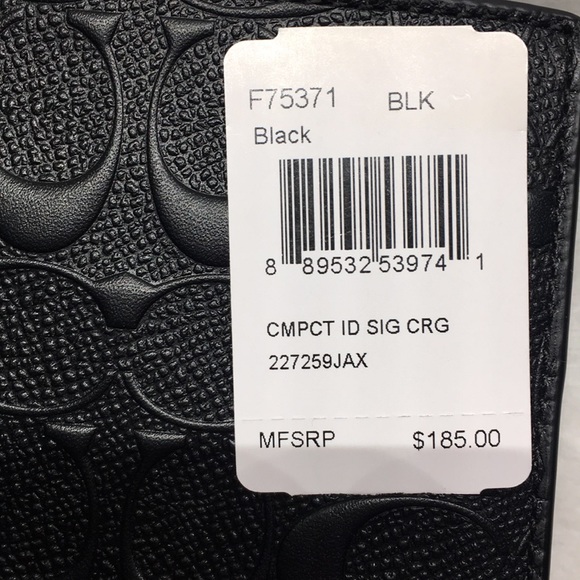 F75371 BLK
Black
8 89532 53974 1
CMPCT ID SIG CRG
227259JAX
MFSRP $185.00